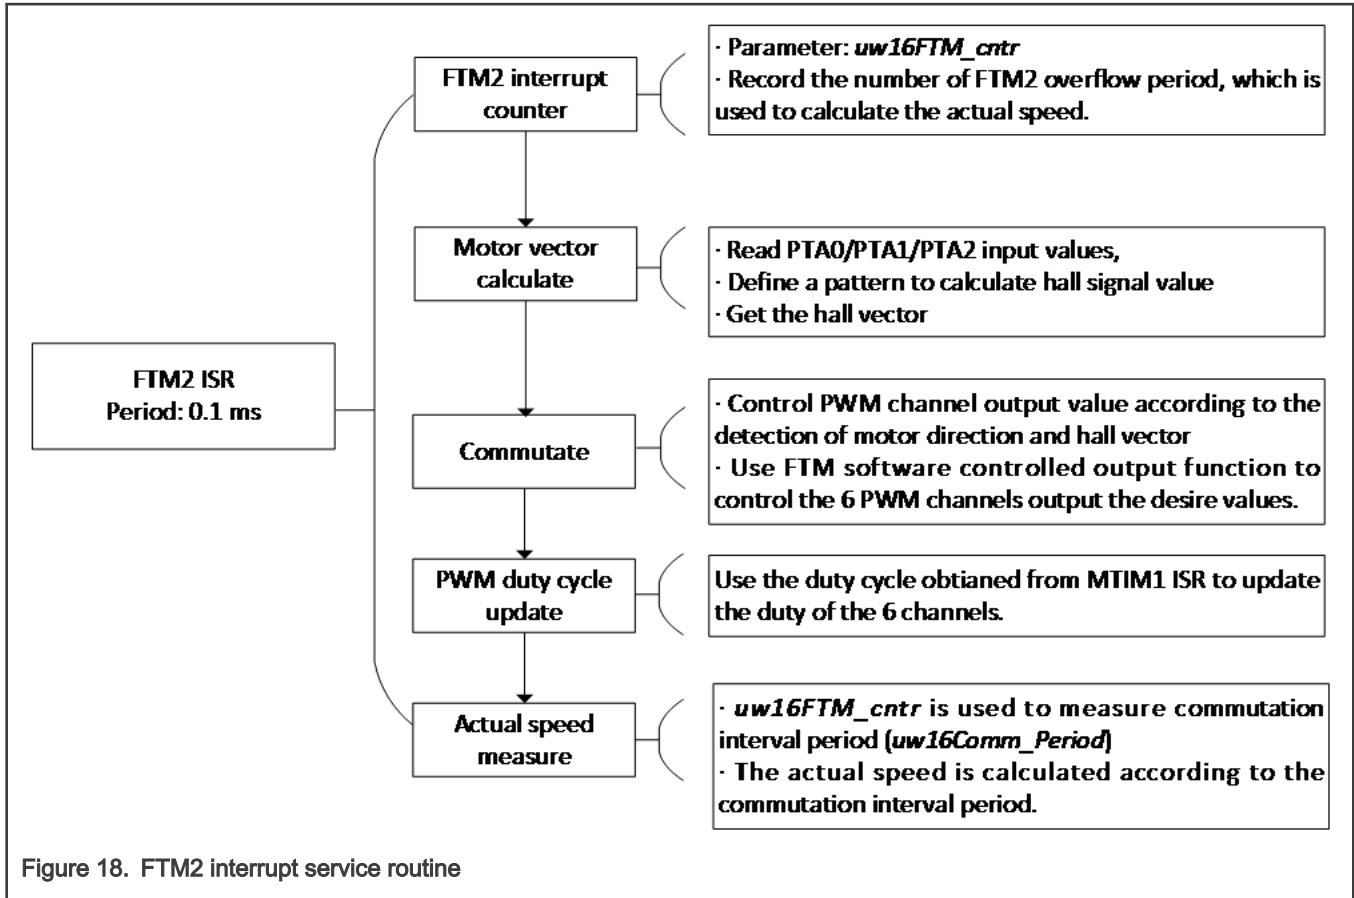 FTM2 interrupt
counter
· Parameter: uw16FTM_cntr
· Record the number of FTM2 overflow period, which is
used to calculate the actual speed.
Motor vector
calculate
· Read PTA0/PTA1/PTA2 input values,
· Define a pattern to calculate hall signal value
· Get the hall vector
FTM2 ISR
Period: 0.1 ms
Commutate
· Control PWM channel output value according to the
detection of motor direction and hall vector
· Use FTM software controlled output function to
control the 6 PWM channels output the desire values.
PWM duty cycle
update
Use the duty cycle obtianed from MTIM1 ISR to update
the duty of the 6 channels.
Actual speed
measure
· uw16FTM_cntr is used to measure commutation
interval period (uw16Comm_Period)
· The actual speed is calculated according to the
commutation interval period.
Figure 18. FTM2 interrupt service routine